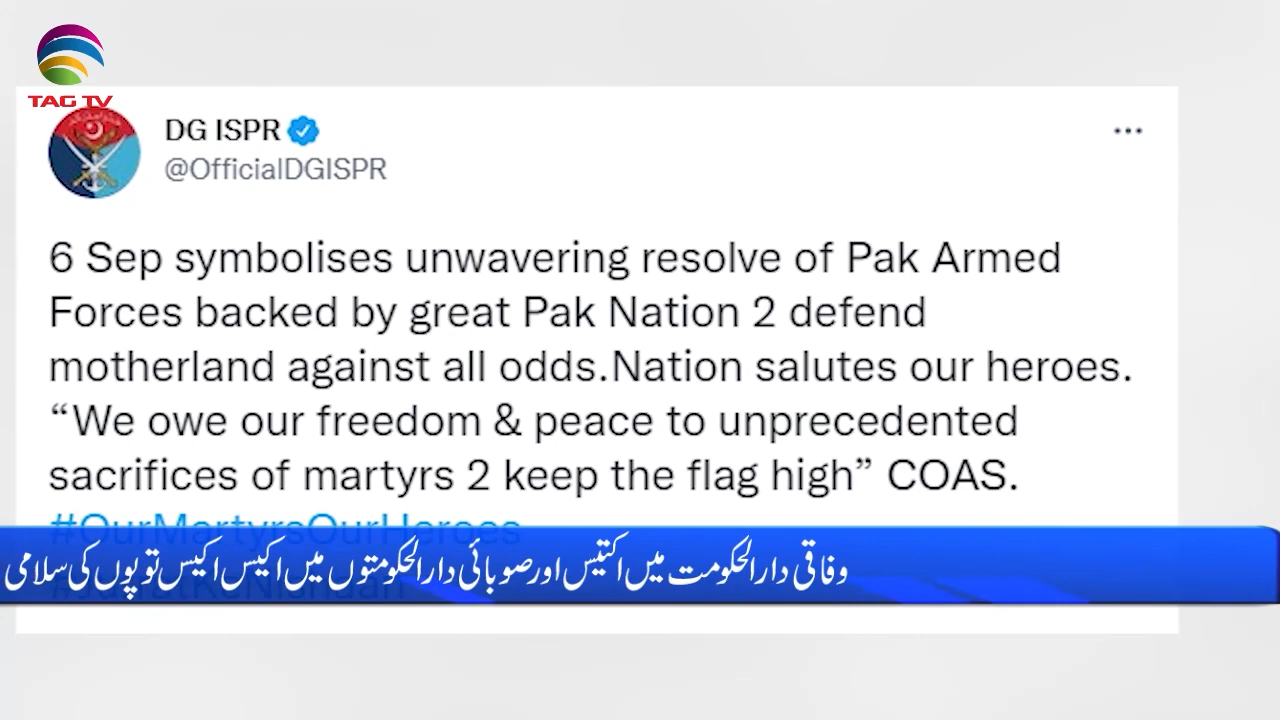 TAG TV
DG ISPR
@OfficialDGISPR
6 Sep symbolises unwavering resolve of Pak Armed
Forces backed by great Pak Nation 2 defend
motherland against all odds.Nation salutes our heroes.
“We owe our freedom & peace to unprecedented
sacrifices of martyrs 2 keep the flag high” COAS.
#OurMartyrsOurHeroes
وفاقی دارالحکومت میں اکتیس اور صوبائی دارالحکومتوں میں اکیس اکیس توپوں کی سلامی